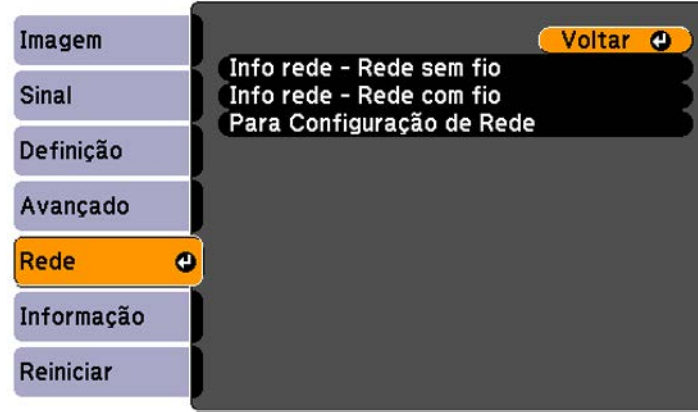 Imagem
Sinal
Definição
Avançado
Rede
Informação
Reiniciar
Voltar
Info rede - Rede sem fio
Info rede - Rede com fio
Para Configuração de Rede